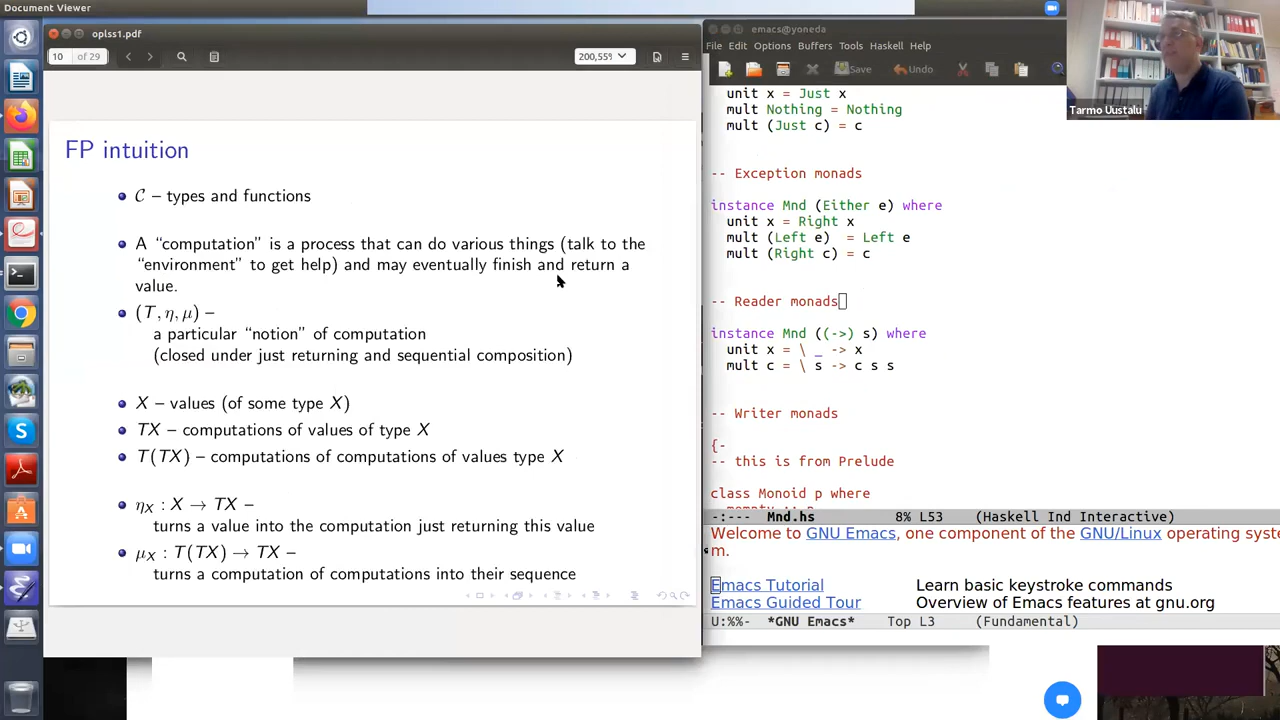 Document Viewer
oplss1.pdf
10 of 29
200,55%
FP intuition
C – types and functions
A “computation” is a process that can do various things (talk to the
“environment” to get help) and may eventually finish and return a
value.
(T, η, μ) –
a particular “notion” of computation
(closed under just returning and sequential composition)
X – values (of some type X)
TX – computations of values of type X
T(TX) – computations of computations of values type X
ηX : X → TX –
turns a value into the computation just returning this value
μX : T(TX) → TX –
turns a computation of computations into their sequence
emacs@yoneda
File Edit Options Buffers Tools Haskell Help
Save Undo
unit x = Just x
mult Nothing = Nothing
mult (Just c) = c
-- Exception monads
instance Mnd (Either e) where
unit x = Right x
mult (Left e)  = Left e
mult (Right c) = c
-- Reader monads
instance Mnd ((->) s) where
unit x = \ _ -> x
mult c = \ s -> c s s
-- Writer monads
{-
-- this is from Prelude
class Monoid p where
-:--- Mnd.hs 8% L53 (Haskell Ind Interactive)
Welcome to GNU Emacs, one component of the GNU/Linux operating syste
m.
Emacs Tutorial Learn basic keystroke commands
Emacs Guided Tour Overview of Emacs features at gnu.org
U:%%- *GNU Emacs* Top L3 (Fundamental)
Tarmo Uustalu